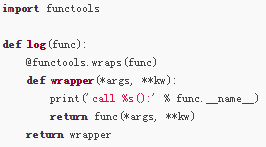 import functools
def log(func):
    @functools.wraps(func)
    def wrapper(*args, **kw):
        print('call %s():' % func.__name__)
        return func(*args, **kw)
    return wrapper